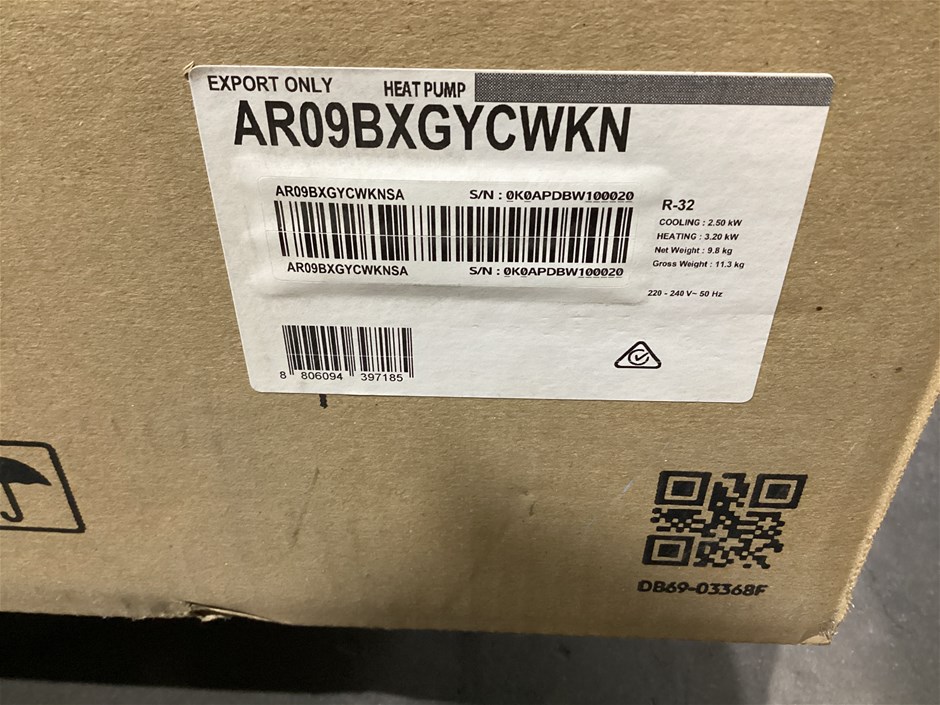 EXPORT ONLY HEAT PUMP
AR09BXGYCWKN
AR09BXGYCWKNSA S/N : 0K0APDBW100020
AR09BXGYCWKNSA S/N : 0K0APDBW100020
R-32
COOLING : 2.50 kW
HEATING : 3.20 kW
Net Weight : 9.8 kg
Gross Weight : 11.3 kg
220 - 240 V~ 50 Hz
8 806094 397185
DB69-03368F